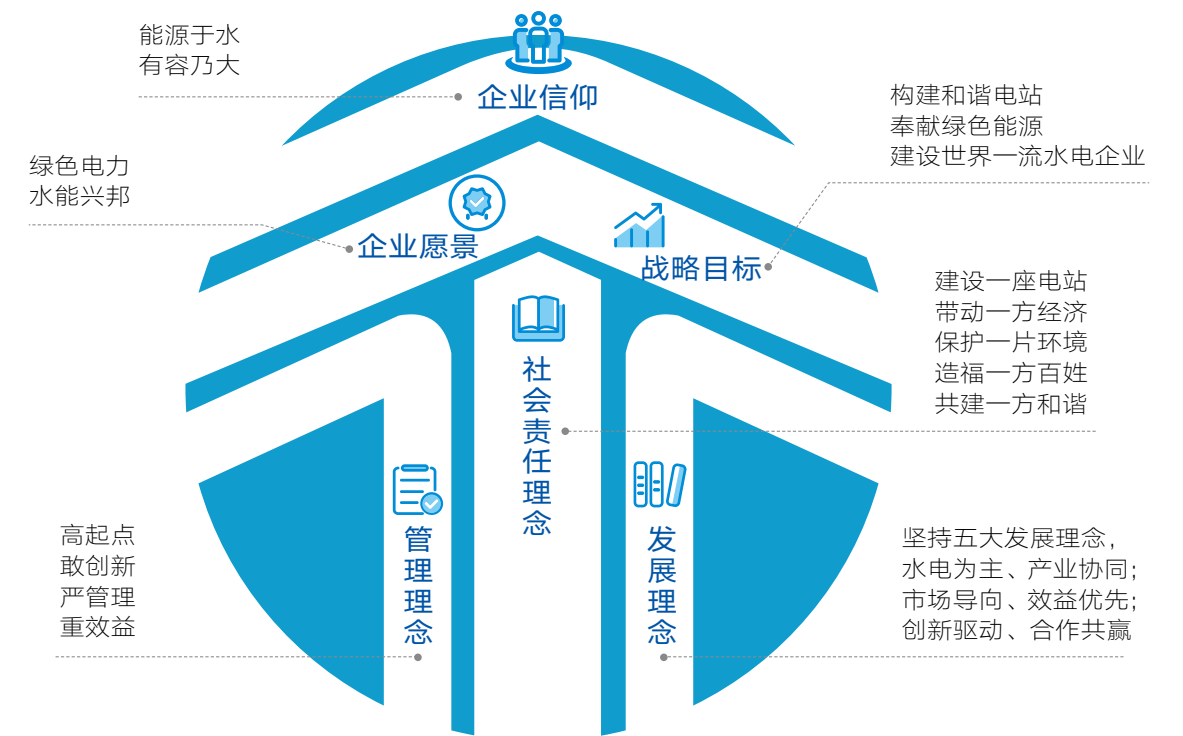 能源于水
有容乃大
企业信仰
构建和谐电站
奉献绿色能源
建设世界一流水电企业
绿色电力
水能兴邦
企业愿景
战略目标
建设一座电站
带动一方经济
保护一片环境
造福一方百姓
共建一方和谐
社会责任理念
高起点
敢创新
严管理
重效益
管理理念
发展理念
坚持五大发展理念，
水电为主、产业协同；
市场导向、效益优先；
创新驱动、合作共赢